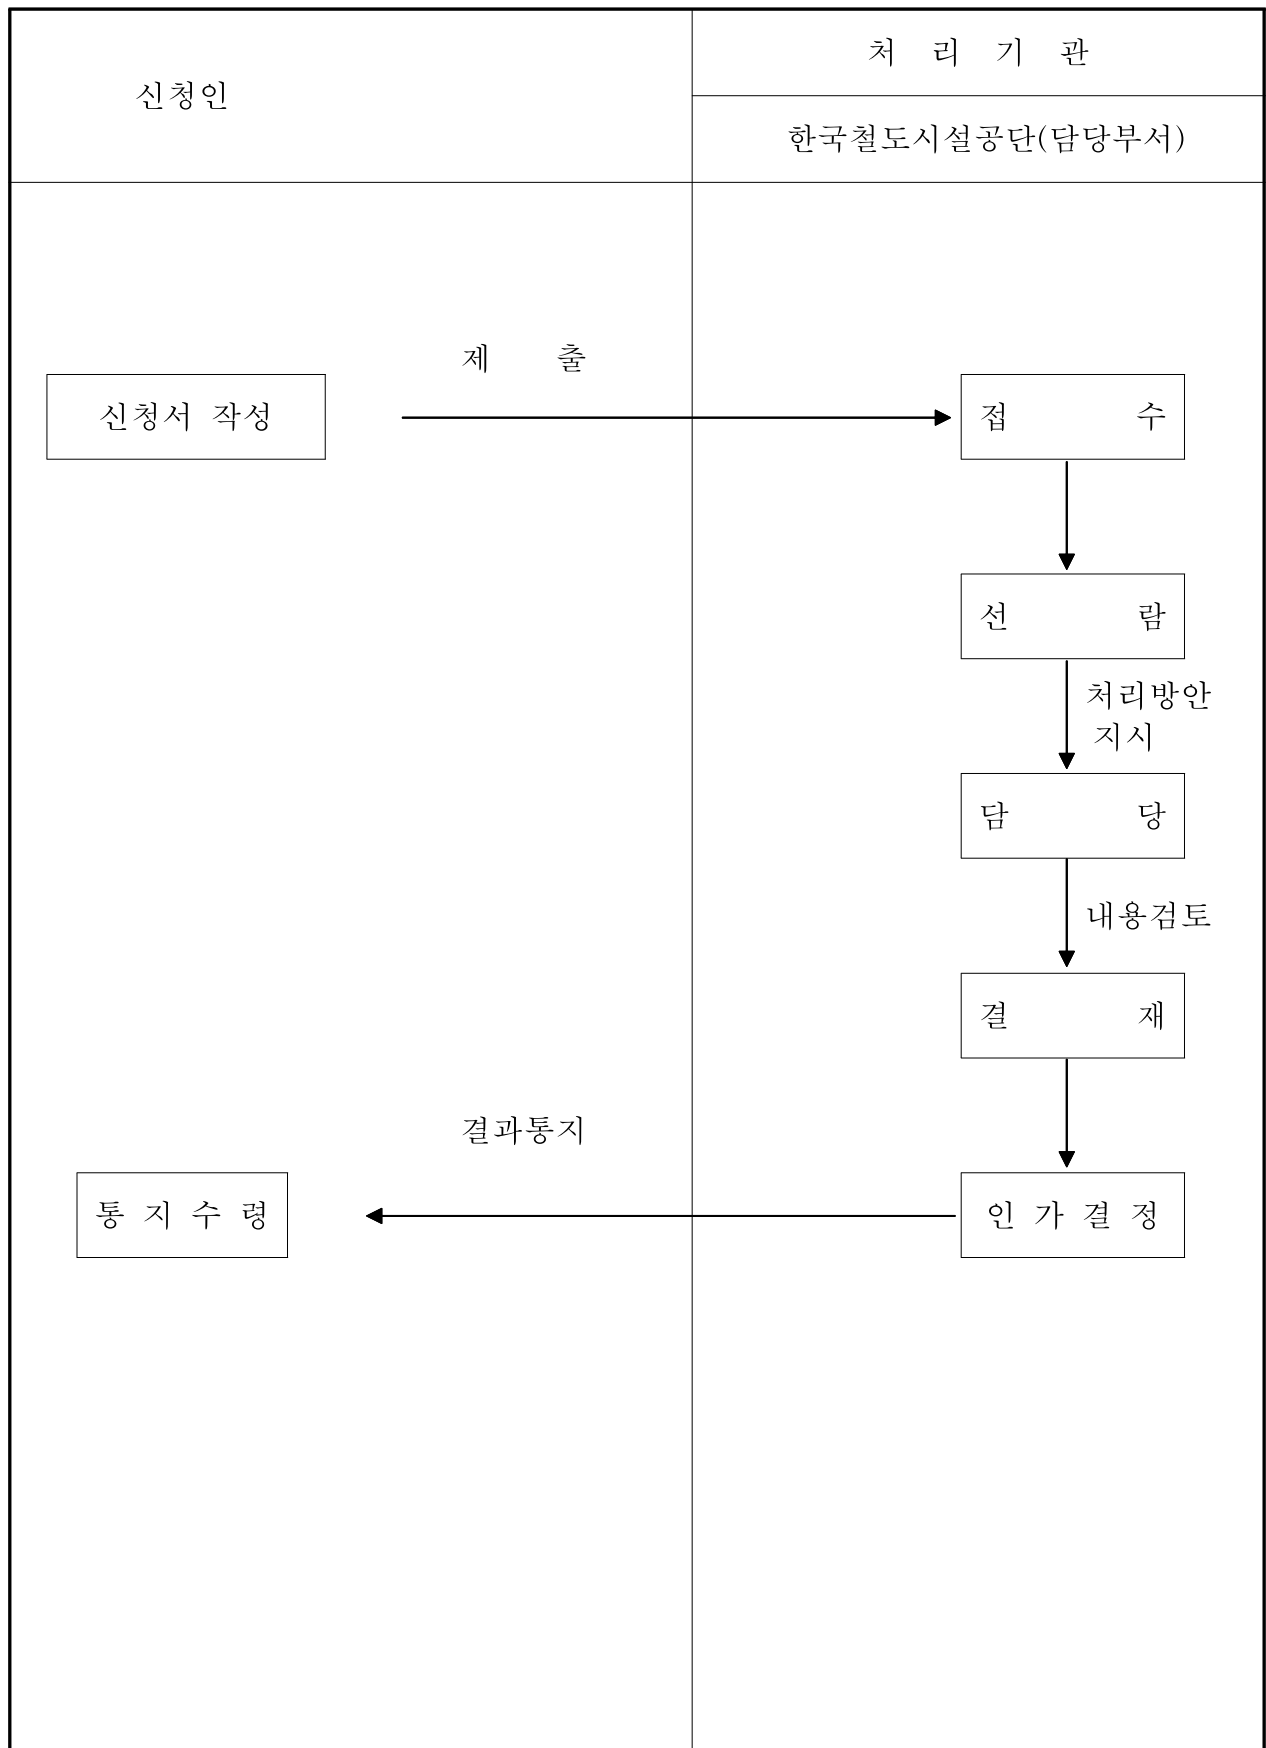 신청인
처 리 기 관
한국철도시설공단(담당부서)
제 출
신청서 작성
접 수
선 람
처리방안
지시
담 당
내용검토
결 재
결과통지
통 지 수 령
인 가 결 정